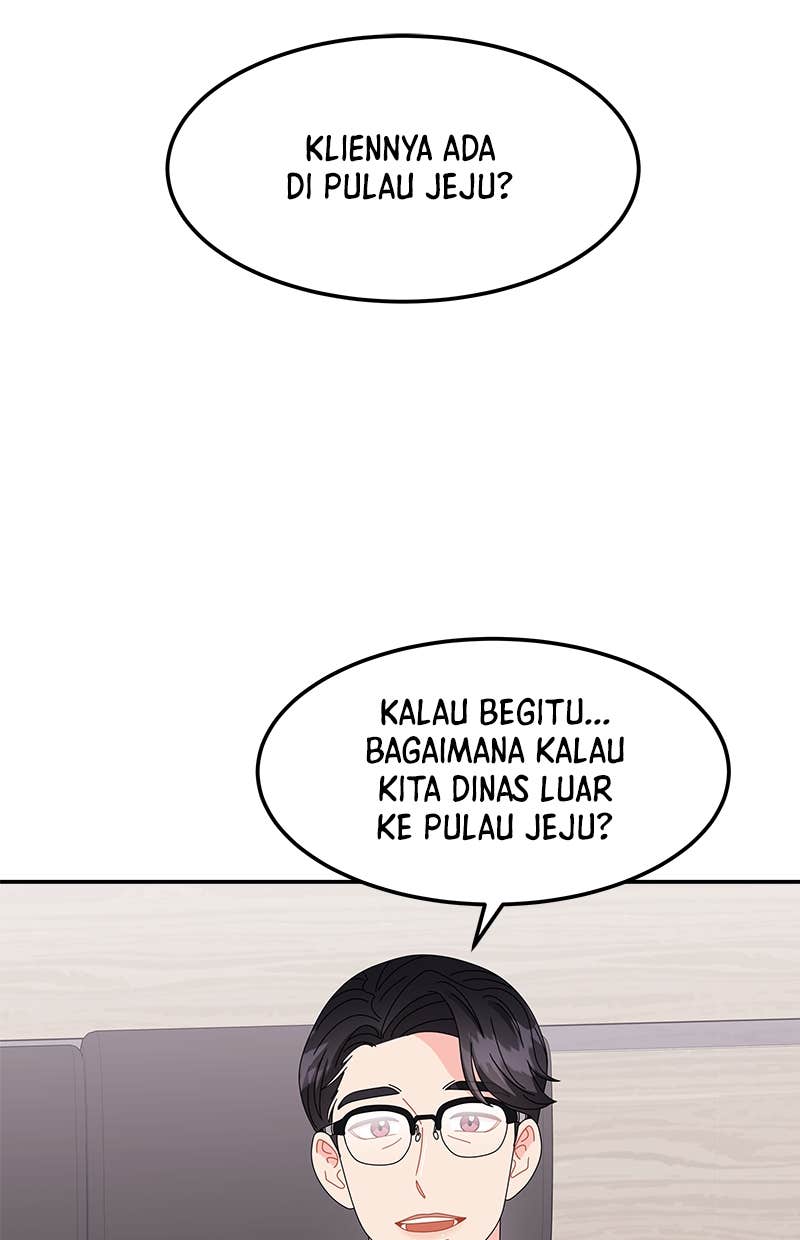 KLIENNYA ADA
DI PULAU JEJU?
KALAU BEGITU...
BAGAIMANA KALAU
KITA DINAS LUAR
KE PULAU JEJU?